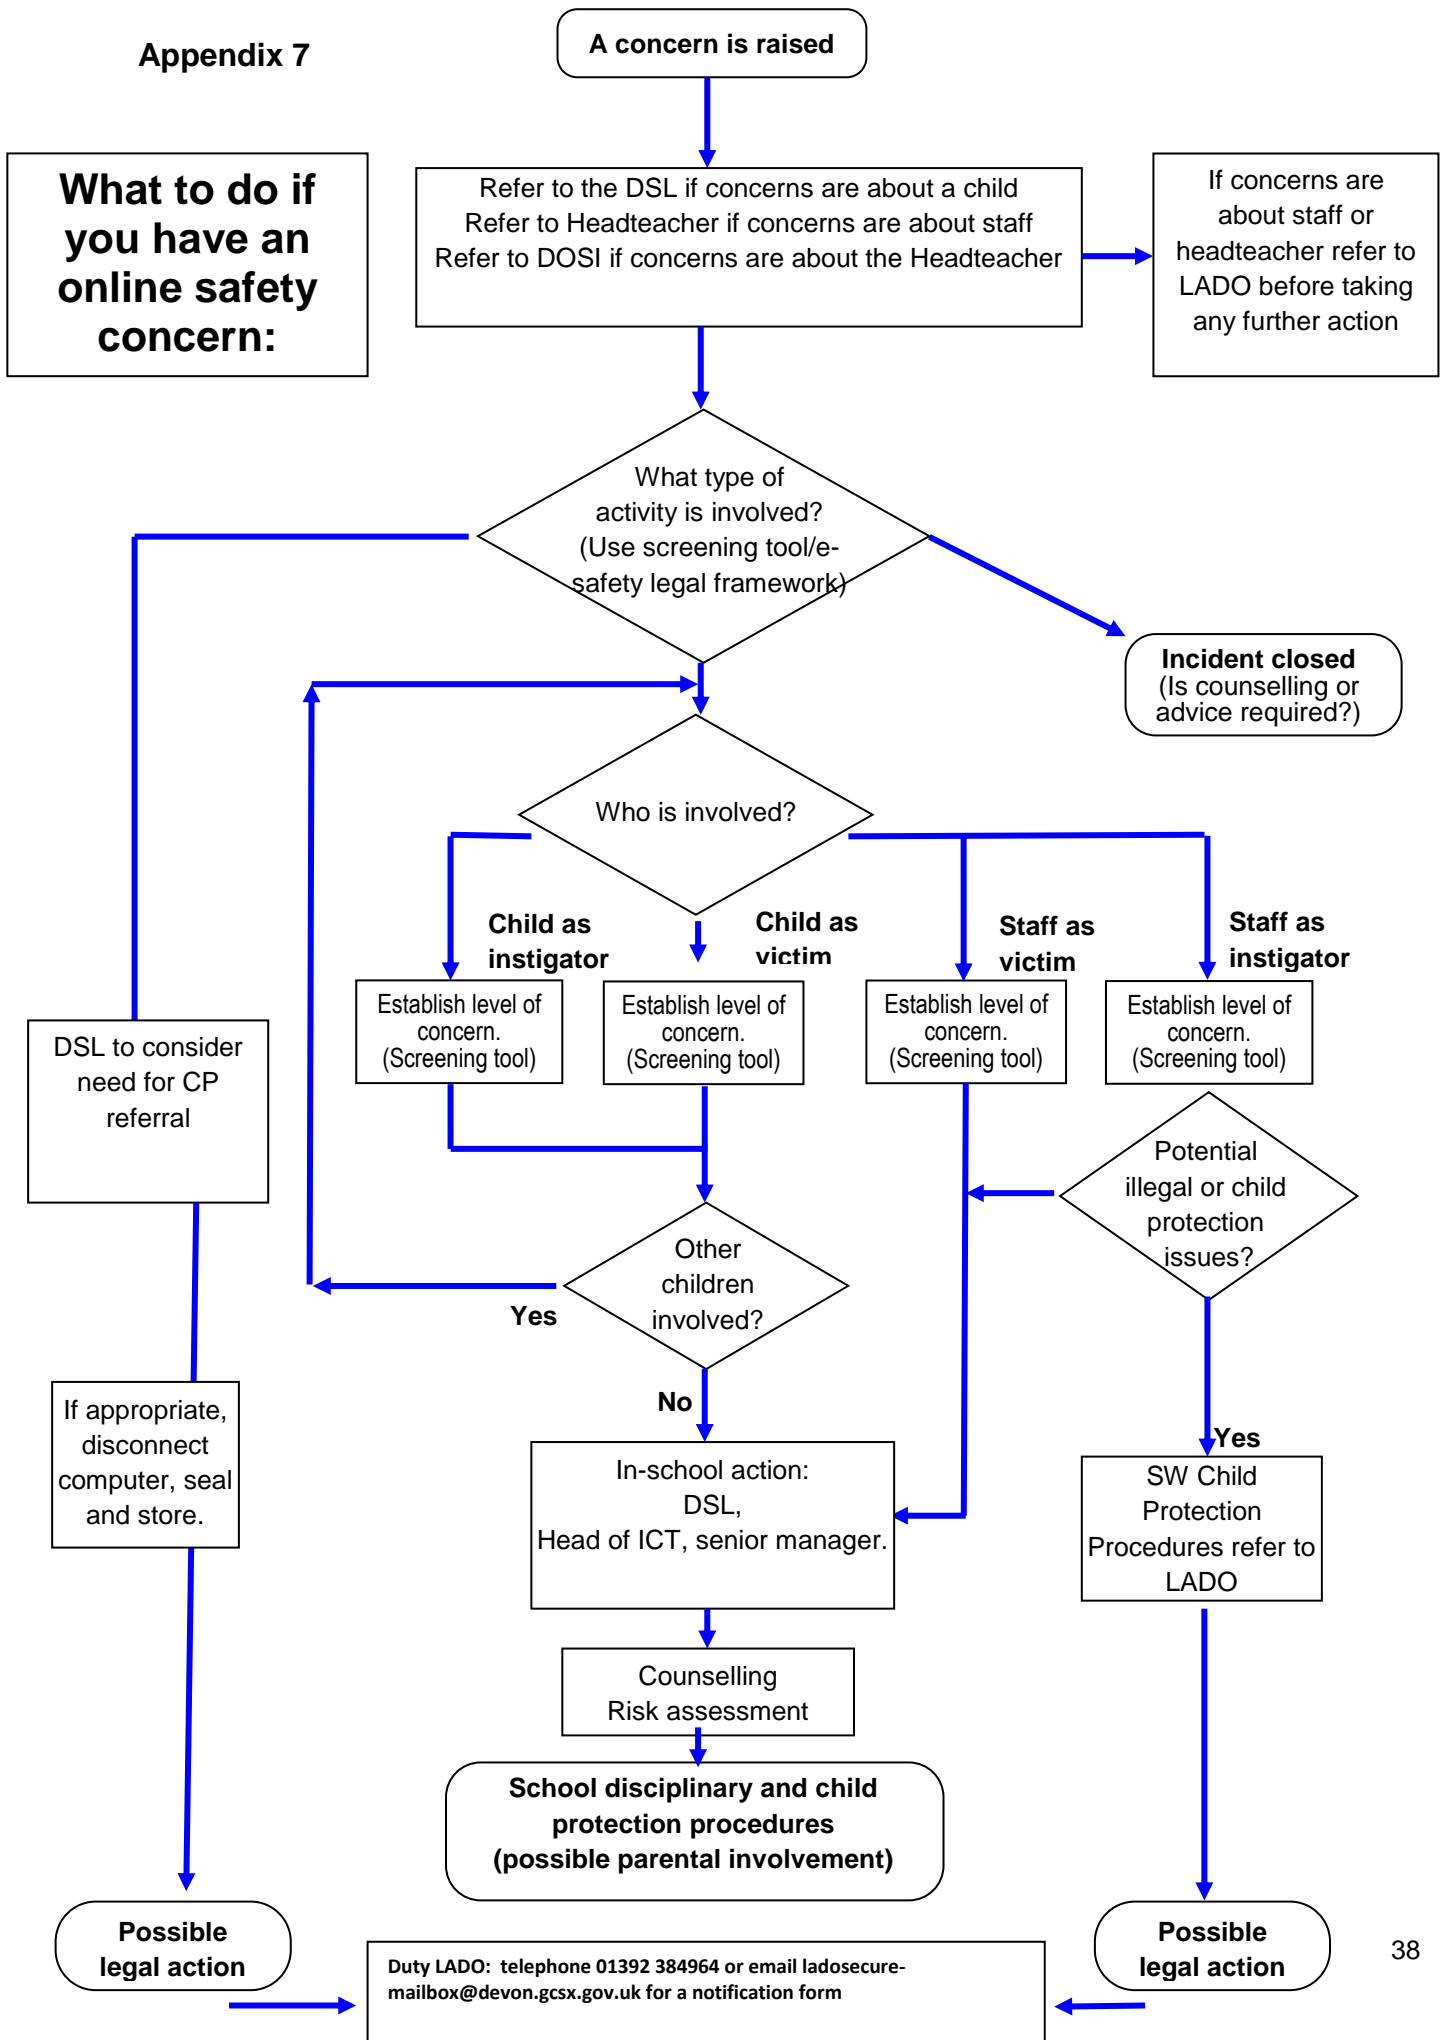 Appendix 7
A concern is raised
What to do if
you have an
online safety
concern:
Refer to the DSL if concerns are about a child
Refer to Headteacher if concerns are about staff
Refer to DOSI if concerns are about the Headteacher
If concerns are
about staff or
headteacher refer to
LADO before taking
any further action
What type of
activity is involved?
(Use screening tool/e-
safety legal framework)
Incident closed
(Is counselling or
advice required?)
Who is involved?
Child as
instigator
Child as
victim
Staff as
victim
Staff as
instigator
Establish level of
concern.
(Screening tool)
Establish level of
concern.
(Screening tool)
Establish level of
concern.
(Screening tool)
Establish level of
concern.
(Screening tool)
DSL to consider
need for CP
referral
Potential
illegal or child
protection
issues?
Other
children
involved?
Yes
No
Yes
If appropriate,
disconnect
computer, seal
and store.
In-school action:
DSL,
Head of ICT, senior manager.
SW Child
Protection
Procedures refer to
LADO
Counselling
Risk assessment
School disciplinary and child
protection procedures
(possible parental involvement)
Possible
legal action
Possible
legal action
38
Duty LADO: telephone 01392 384964 or email ladosecure-
mailbox@devon.gcsx.gov.uk for a notification form